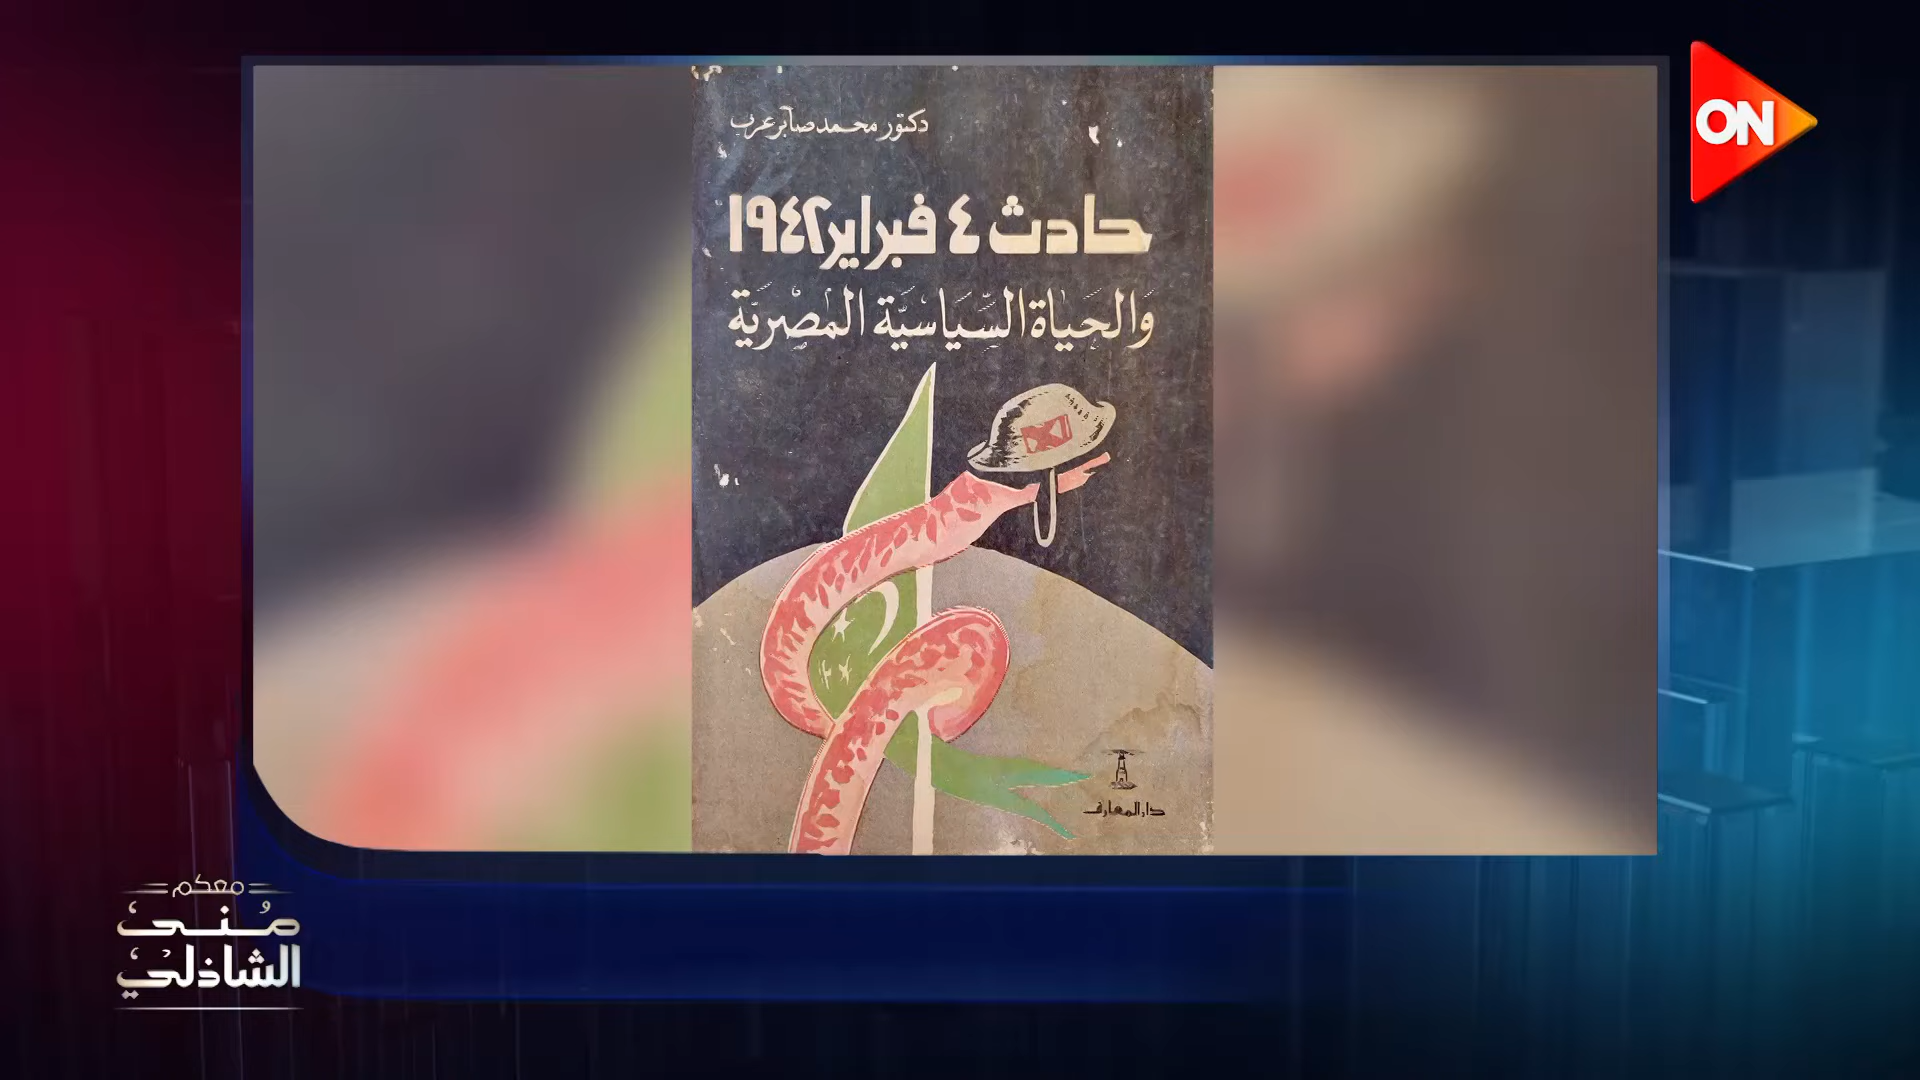 دكتور محمد صابر عرب
حادث ٤ فبراير ١٩٤٢
والحياة السياسية المصرية
دار المعارف
ON
معكم
منى
الشاذلي